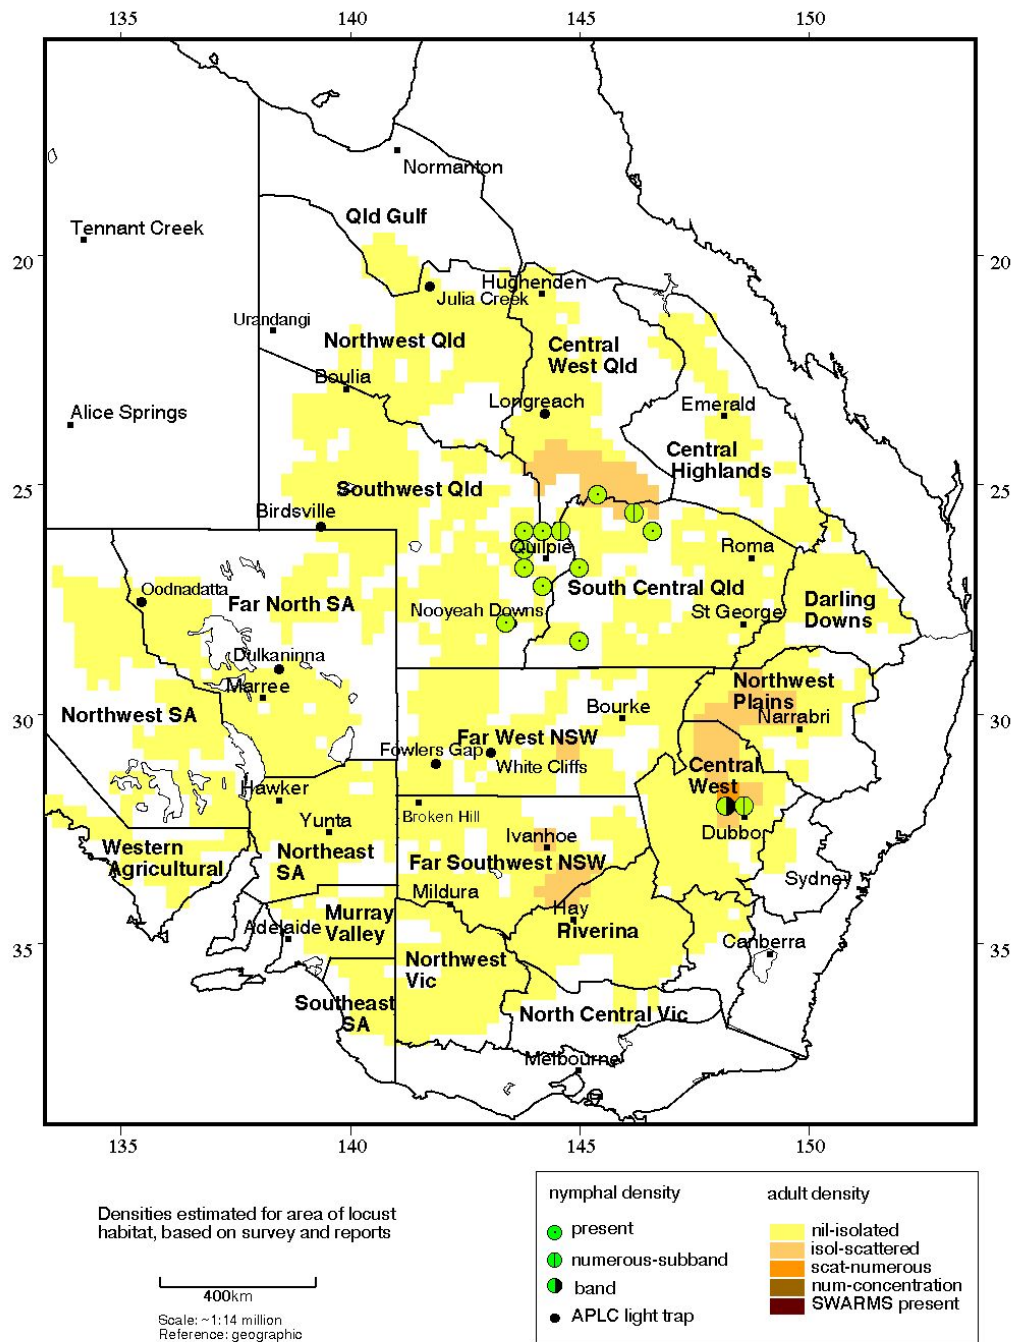 135 140 145 150
Normanton
Qld Gulf
Tennant Creek
20 20
Hughenden
Julia Creek
Urandangi
Northwest Qld
Central
West Qld
Boulia
Longreach
Emerald
Alice Springs
Central
Highlands
25 25
Southwest Qld
Birdsville
Quilpie
Roma
South Central Qld
Oodnadatta
Far North SA
Nooyeah Downs
St George
Darling
Downs
Dulkaninna
Marree
Northwest SA
Northwest
Plains
Bourke
Narrabri
30 30
Far West NSW
Fowlers Gap
White Cliffs
Central
West
Hawker
Broken Hill
Yunta
Ivanhoe
Dubbo
Western
Agricultural
Northeast
SA
Far Southwest NSW
Sydney
Mildura
Murray
Valley
Hay
Riverina
Adelaide
Canberra
35 35
Northwest
Vic
Southeast
SA
North Central Vic
Melbourne
135 140 145 150
Densities estimated for area of locust
habitat, based on survey and reports
400km
Scale: ~1:14 million
Reference: geographic
nymphal density
present
numerous-subband
band
APLC light trap
adult density
nil-isolated
isol-scattered
scat-numerous
num-concentration
SWARMS present